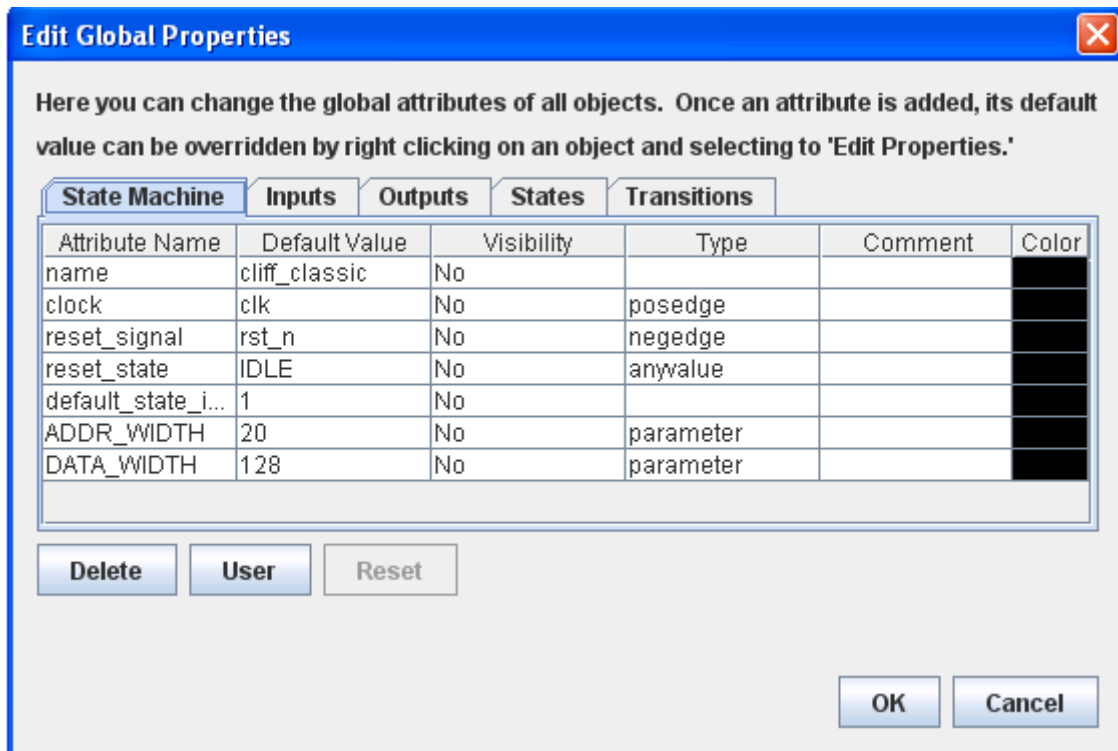 Edit Global Properties
Here you can change the global attributes of all objects.  Once an attribute is added, its default
value can be overridden by right clicking on an object and selecting to 'Edit Properties.'
State Machine Inputs Outputs States Transitions
Attribute Name Default Value Visibility Type Comment Color
name cliff_classic No
clock clk No posedge
reset_signal rst_n No negedge
reset_state IDLE No anyvalue
default_state_i... 1 No
ADDR_WIDTH 20 No parameter
DATA_WIDTH 128 No parameter
Delete User Reset
OK Cancel